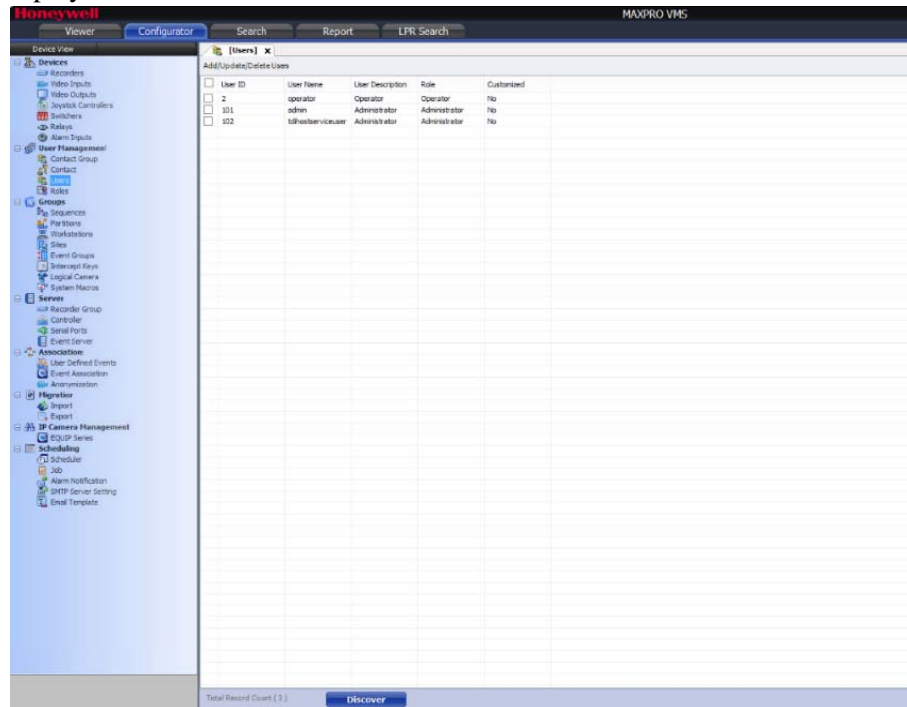 Honeywell
MAXPRO VMS
Viewer Configurator Search Report LPR Search
Device View
[Users] x
Devices
Recorders
Video Inputs
Video Outputs
Joystick Controllers
Switchers
Relays
Alarm Inputs
User Management
Contact Group
Contact
Users
Roles
Groups
Sequences
Partitions
Workstations
Sites
Event Groups
Intercept Keys
Logical Camera
System Macros
Server
Recorder Group
Controller
Serial Ports
Event Server
Association
User Defined Events
Event Association
Anonymization
Migration
Import
Export
IP Camera Management
EQUIP Series
Scheduling
Scheduler
Job
Alarm Notification
SMTP Server Setting
Email Template
Add/Update/Delete Users
User ID User Name User Description Role Customized
2 operator Operator Operator No
101 admin Administrator Administrator No
102 tdihostserviceuser Administrator Administrator No
Total Record Count ( 3 ) Discover